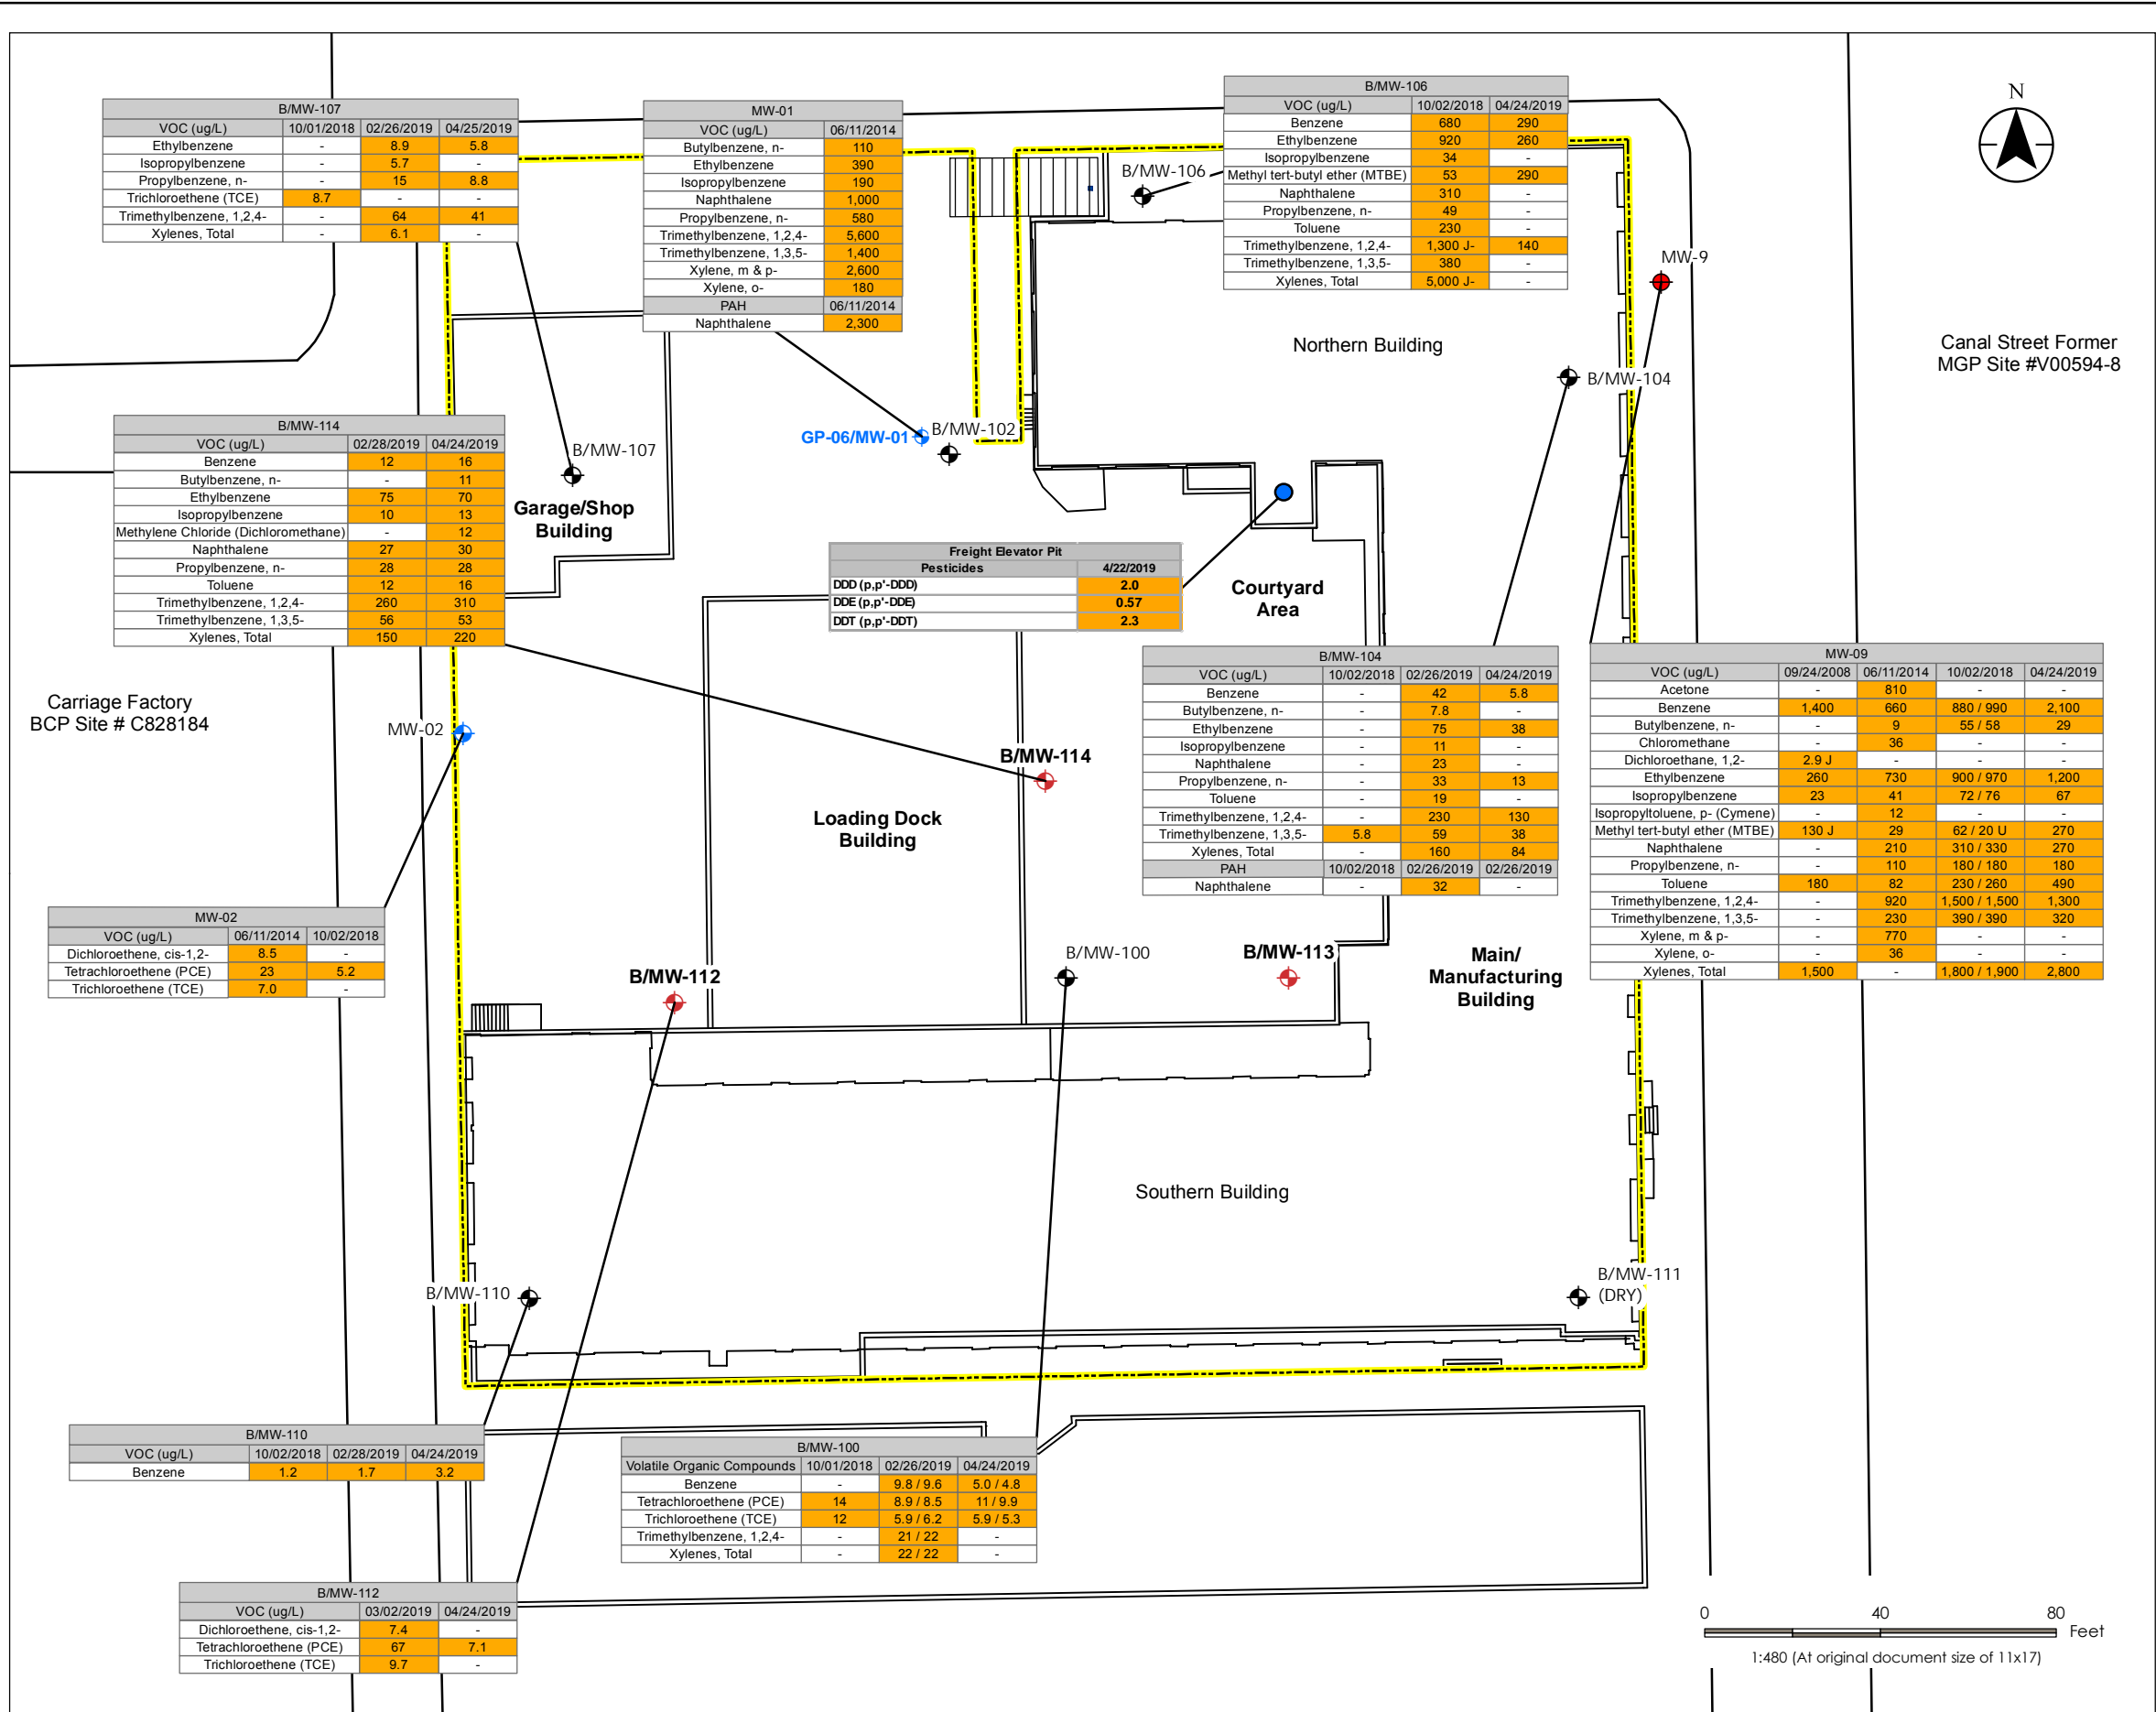 B/MW-107
VOC (ug/L) 10/01/2018 02/26/2019 04/25/2019
Ethylbenzene - 8.9 5.8
Isopropylbenzene - 5.7 -
Propylbenzene, n- - 15 8.8
Trichloroethene (TCE) 8.7 - -
Trimethylbenzene, 1,2,4- - 64 41
Xylenes, Total - 6.1 -
MW-01
VOC (ug/L) 06/11/2014
Butylbenzene, n- 110
Ethylbenzene 390
Isopropylbenzene 190
Naphthalene 1,000
Propylbenzene, n- 580
Trimethylbenzene, 1,2,4- 5,600
Trimethylbenzene, 1,3,5- 1,400
Xylene, m & p- 2,600
Xylene, o- 180
PAH 06/11/2014
Naphthalene 2,300
B/MW-106
VOC (ug/L) 10/02/2018 04/24/2019
Benzene 680 290
Ethylbenzene 920 260
Isopropylbenzene 34 -
Methyl tert-butyl ether (MTBE) 53 290
Naphthalene 310 -
Propylbenzene, n- 49 -
Toluene 230 -
Trimethylbenzene, 1,2,4- 1,300 J- 140
Trimethylbenzene, 1,3,5- 380 -
Xylenes, Total 5,000 J- -
N
B/MW-106
MW-9
Northern Building
Canal Street Former
MGP Site #V00594-8
B/MW-104
GP-06/MW-01
B/MW-102
B/MW-107
Garage/Shop
Building
B/MW-114
VOC (ug/L) 02/28/2019 04/24/2019
Benzene 12 16
Butylbenzene, n- - 11
Ethylbenzene 75 70
Isopropylbenzene 10 13
Methylene Chloride (Dichloromethane) - 12
Naphthalene 27 30
Propylbenzene, n- 28 28
Toluene 12 16
Trimethylbenzene, 1,2,4- 260 310
Trimethylbenzene, 1,3,5- 56 53
Xylenes, Total 150 220
Freight Elevator Pit
Pesticides 4/22/2019
DDD (p,p'-DDD) 2.0
DDE (p,p'-DDE) 0.57
DDT (p,p'-DDT) 2.3
Courtyard
Area
Carriage Factory
BCP Site # C828184
MW-02
B/MW-114
Loading Dock
Building
B/MW-104
VOC (ug/L) 10/02/2018 02/26/2019 04/24/2019
Benzene - 42 5.8
Butylbenzene, n- - 7.8 -
Ethylbenzene - 75 38
Isopropylbenzene - 11 -
Naphthalene - 23 -
Propylbenzene, n- - 33 13
Toluene - 19 -
Trimethylbenzene, 1,2,4- - 230 130
Trimethylbenzene, 1,3,5- 5.8 59 38
Xylenes, Total - 160 84
PAH 10/02/2018 02/26/2019 02/26/2019
Naphthalene - 32 -
MW-09
VOC (ug/L) 09/24/2008 06/11/2014 10/02/2018 04/24/2019
Acetone - 810 - -
Benzene 1,400 660 880 / 990 2,100
Butylbenzene, n- - 9 55 / 58 29
Chloromethane - 36 - -
Dichloroethane, 1,2- 2.9 J - - -
Ethylbenzene 260 730 900 / 970 1,200
Isopropylbenzene 23 41 72 / 76 67
Isopropyltoluene, p- (Cymene) - 12 - -
Methyl tert-butyl ether (MTBE) 130 J 29 62 / 20 U 270
Naphthalene - 210 310 / 330 270
Propylbenzene, n- - 110 180 / 180 180
Toluene 180 82 230 / 260 490
Trimethylbenzene, 1,2,4- - 920 1,500 / 1,500 1,300
Trimethylbenzene, 1,3,5- - 230 390 / 390 320
Xylene, m & p- - 770 - -
Xylene, o- - 36 - -
Xylenes, Total 1,500 - 1,800 / 1,900 2,800
MW-02
VOC (ug/L) 06/11/2014 10/02/2018
Dichloroethene, cis-1,2- 8.5 -
Tetrachloroethene (PCE) 23 5.2
Trichloroethene (TCE) 7.0 -
B/MW-112
B/MW-100
B/MW-113
Main/
Manufacturing
Building
Southern Building
B/MW-110
B/MW-111
(DRY)
B/MW-110
VOC (ug/L) 10/02/2018 02/28/2019 04/24/2019
Benzene 1.2 1.7 3.2
B/MW-100
Volatile Organic Compounds 10/01/2018 02/26/2019 04/24/2019
Benzene - 9.8 / 9.6 5.0 / 4.8
Tetrachloroethene (PCE) 14 8.9 / 8.5 11 / 9.9
Trichloroethene (TCE) 12 5.9 / 6.2 5.9 / 5.3
Trimethylbenzene, 1,2,4- - 21 / 22 -
Xylenes, Total - 22 / 22 -
B/MW-112
VOC (ug/L) 03/02/2019 04/24/2019
Dichloroethene, cis-1,2- 7.4 -
Tetrachloroethene (PCE) 67 7.1
Trichloroethene (TCE) 9.7 -
0 40 80
Feet
1:480 (At original document size of 11x17)